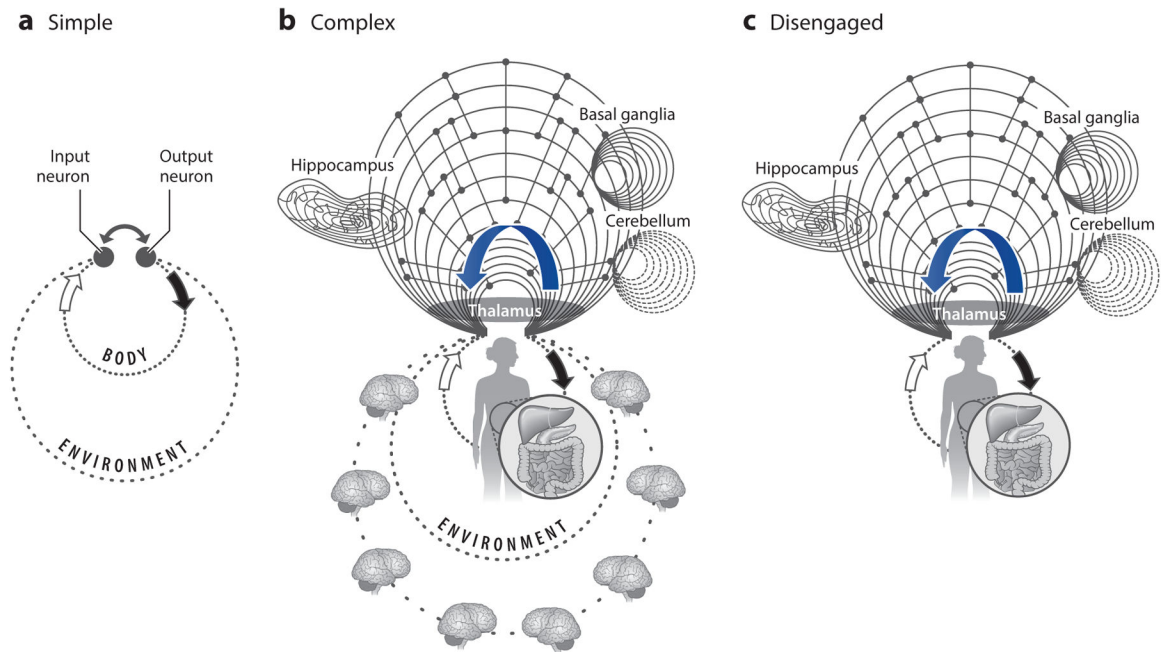 a Simple
Input
neuron
Output
neuron
BODY
ENVIRONMENT
b Complex
Basal ganglia
Hippocampus
Cerebellum
Thalamus
ENVIRONMENT
c Disengaged
Basal ganglia
Hippocampus
Cerebellum
Thalamus